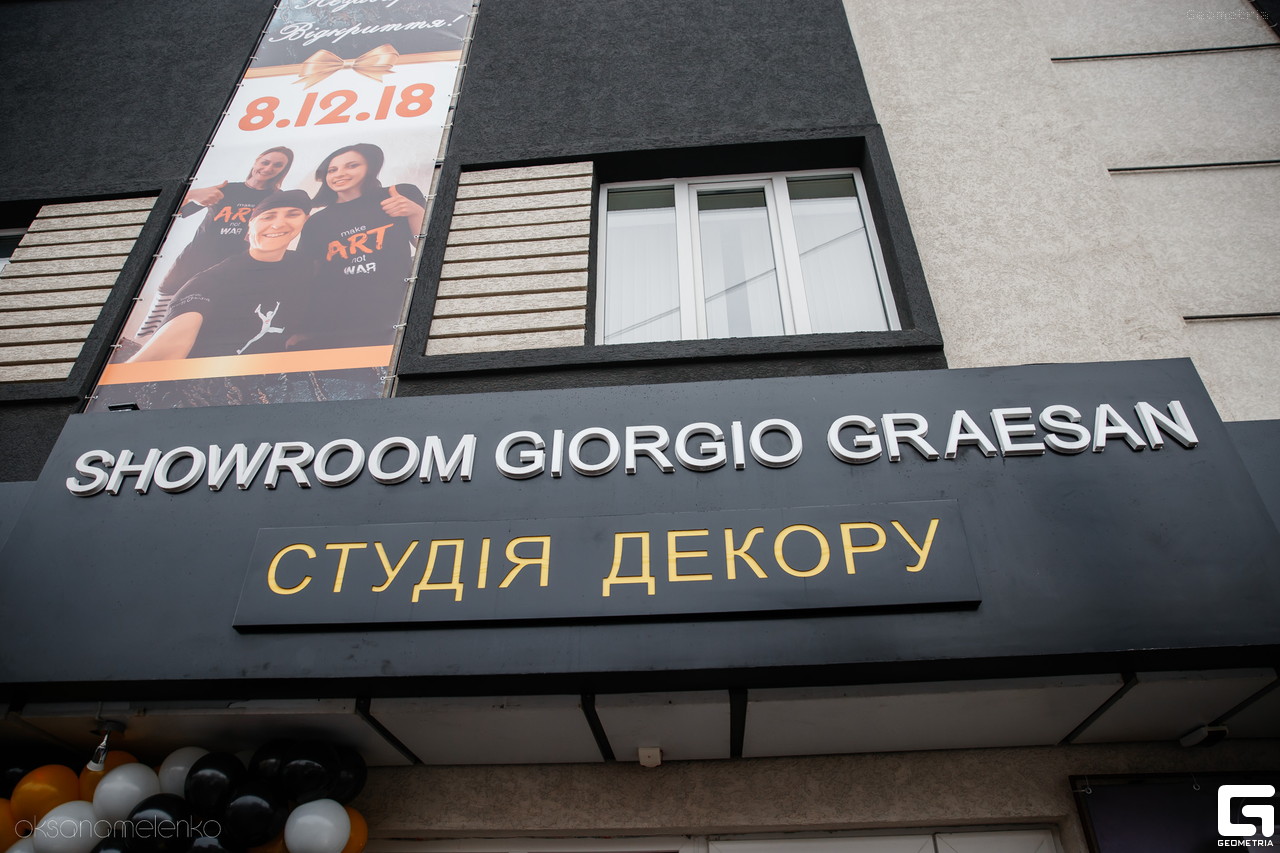 Geometria
Відкриття!
8.12.18
make
ART
not
WAR
make
ART
not
WAR
SHOWROOM GIORGIO GRAESAN
СТУДІЯ ДЕКОРУ
oksanamelenko
G
GEOMETRIA